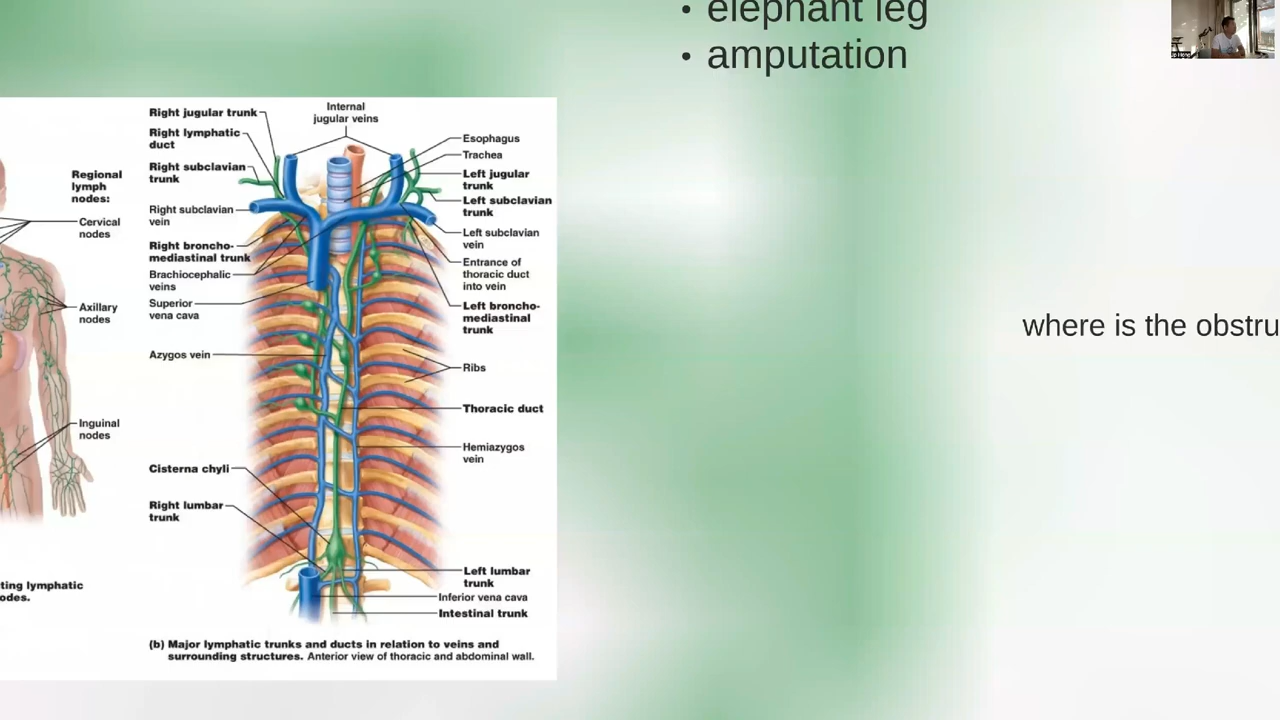 • elephant leg
• amputation
where is the obstru
Regional
lymph
nodes:
Cervical
nodes
Axillary
nodes
Inguinal
nodes
ting lymphatic
odes.
Right jugular trunk
Right lymphatic
duct
Right subclavian
trunk
Right subclavian
vein
Right broncho-
mediastinal trunk
Brachiocephalic
veins
Superior
vena cava
Azygos vein
Cisterna chyli
Right lumbar
trunk
Internal
jugular veins
Esophagus
Trachea
Left jugular
trunk
Left subclavian
trunk
Left subclavian
vein
Entrance of
thoracic duct
into vein
Left broncho-
mediastinal
trunk
Ribs
Thoracic duct
Hemiazygos
vein
Left lumbar
trunk
Inferior vena cava
Intestinal trunk
(b) Major lymphatic trunks and ducts in relation to veins and
surrounding structures. Anterior view of thoracic and abdominal wall.